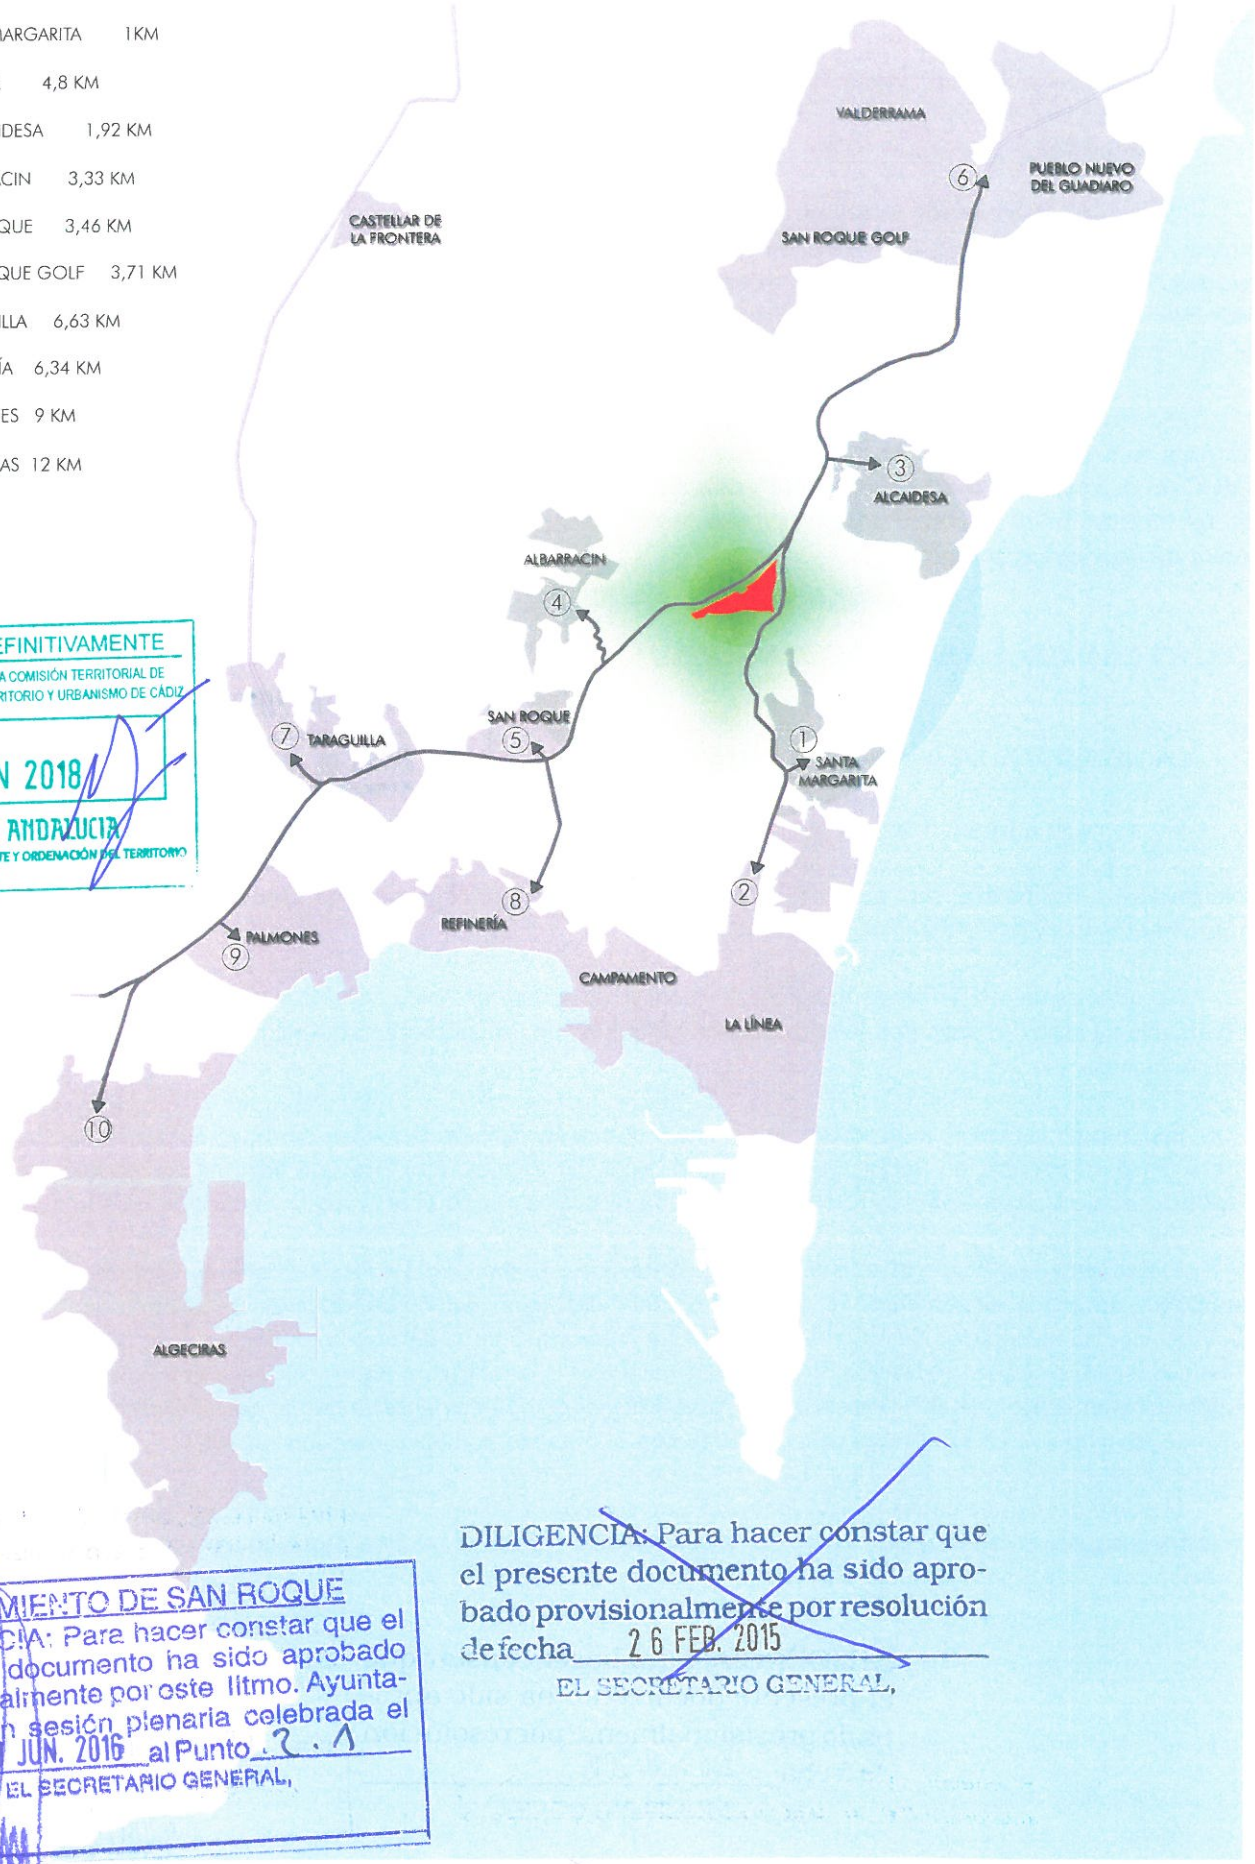 MARGARITA 1KM
4,8 KM
IDESA 1,92 KM
CIN 3,33 KM
QUE 3,46 KM
QUE GOLF 3,71 KM
ILLA 6,63 KM
ÍA 6,34 KM
ES 9 KM
AS 12 KM
VALDERRAMA
6
PUEBLO NUEVO
DEL GUADIARO
CASTELLAR DE
LA FRONTERA
SAN ROQUE GOLF
3
ALCAIDESA
ALBARRACIN
4
EFINITIVAMENTE
A COMISIÓN TERRITORIAL DE
RITORIO Y URBANISMO DE CÁDIZ
N 2018
ANDALUCIA
TE Y ORDENACIÓN DEL TERRITORIO
SAN ROQUE
5
7 TARAGUILLA
1
SANTA
MARGARITA
2
8
REFINERÍA
PALMONES
9
CAMPAMENTO
LA LÍNEA
10
ALGECIRAS
DILIGENCIA: Para hacer constar que
el presente documento ha sido apro-
bado provisionalmente por resolución
de fecha 26 FEB. 2015
EL SECRETARIO GENERAL,
MIENTO DE SAN ROQUE
CIA: Para hacer constar que el
documento ha sido aprobado
almente por este Iltmo. Ayunta-
n sesión plenaria celebrada el
JUN. 2016 al Punto 2.1
EL SECRETARIO GENERAL,